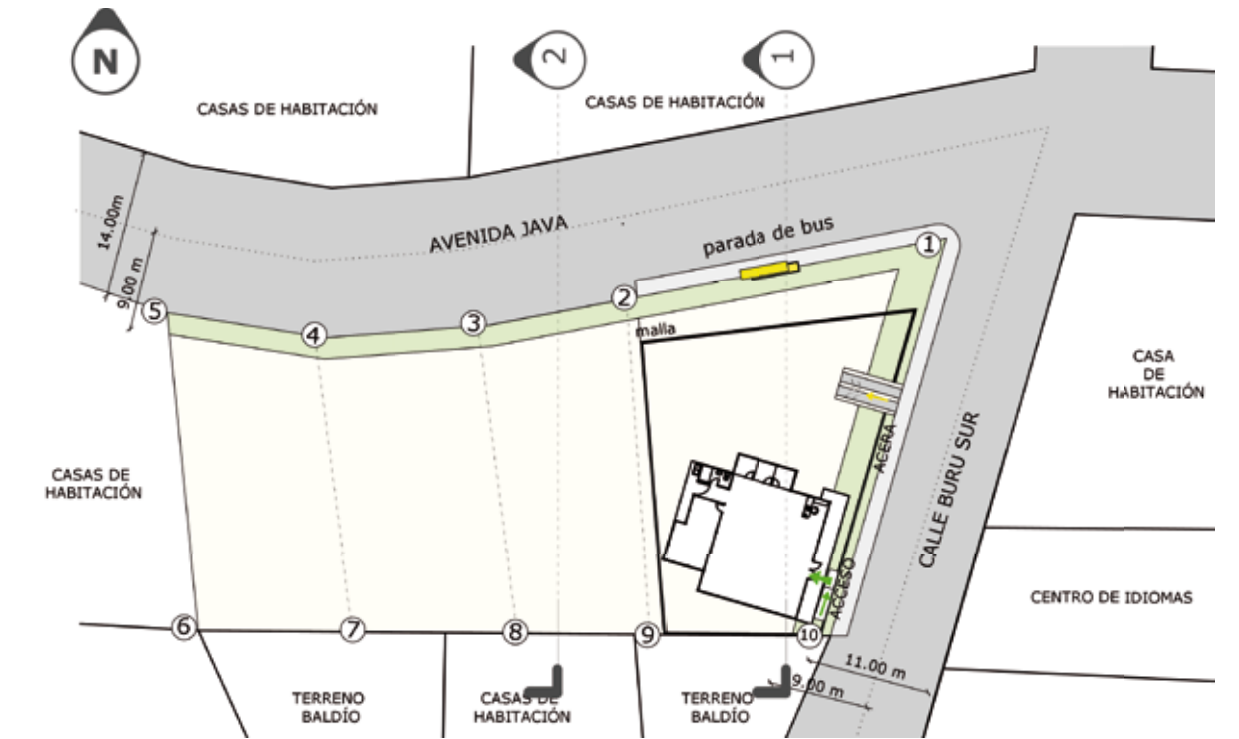 N
2
1
CASAS DE HABITACIÓN
CASAS DE HABITACIÓN
14.00m
9.00 m
AVENIDA JAVA
parada de bus
1
2
3
4
5
malla
CASA
DE
HABITACIÓN
ACERA
CALLE BURU SUR
CASAS DE
HABITACIÓN
ACCESO
CENTRO DE IDIOMAS
6
7
8
9
10
11.00 m
9.00 m
TERRENO
BALDÍO
CASAS DE
HABITACIÓN
TERRENO
BALDÍO